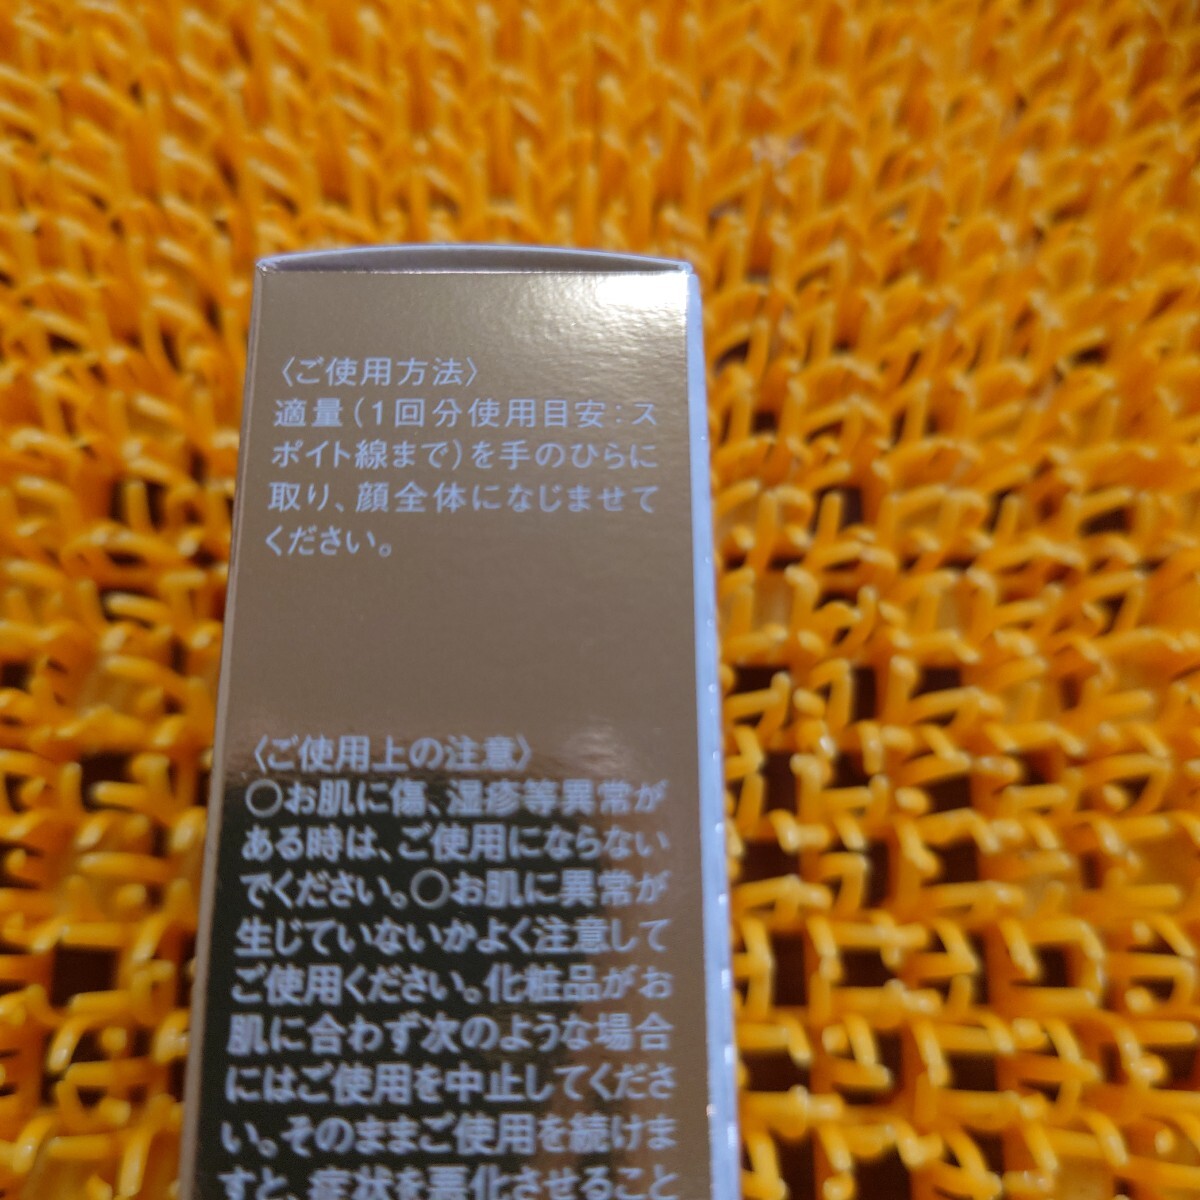 〈ご使用方法〉
適量(1回分使用目安:ス
ポイト線まで)を手のひらに
取り、顔全体になじませて
ください。
〈ご使用上の注意〉
○お肌に傷、湿疹等異常が
ある時は、ご使用にならない
でください。○お肌に異常が
生じていないかよく注意して
ご使用ください。化粧品がお
肌に合わず次のような場合
にはご使用を中止してくださ
い。そのままご使用を続けま
すと、症状を悪化させること